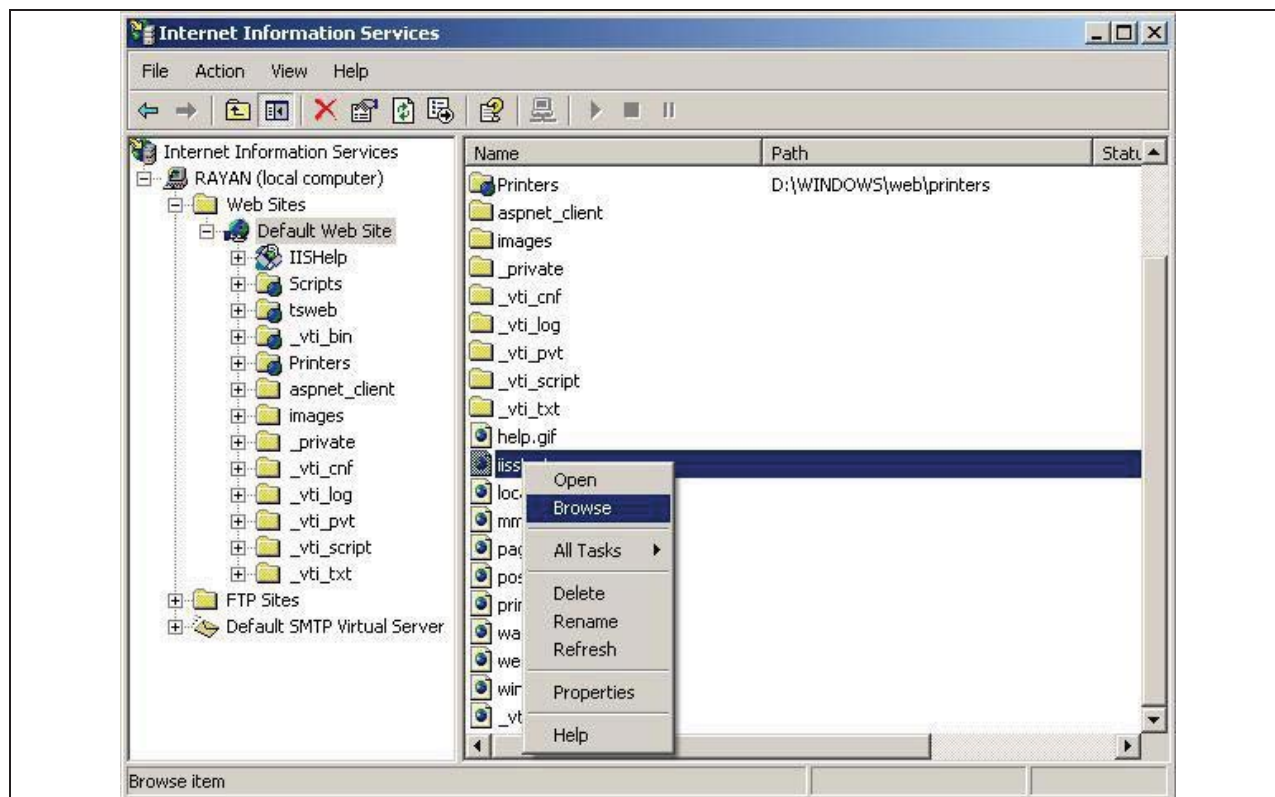 Internet Information Services
File Action View Help
Internet Information Services
RAYAN (local computer)
Web Sites
Default Web Site
IISHelp
Scripts
tsweb
_vti_bin
Printers
aspnet_client
images
_private
_vti_cnf
_vti_log
_vti_pvt
_vti_script
_vti_txt
FTP Sites
Default SMTP Virtual Server
Name Path
Printers D:\WINDOWS\web\printers
aspnet_client
images
_private
_vti_cnf
_vti_log
_vti_pvt
_vti_script
_vti_txt
help.gif
Open
Browse
All Tasks
Delete
Rename
Refresh
Properties
Help
Browse item